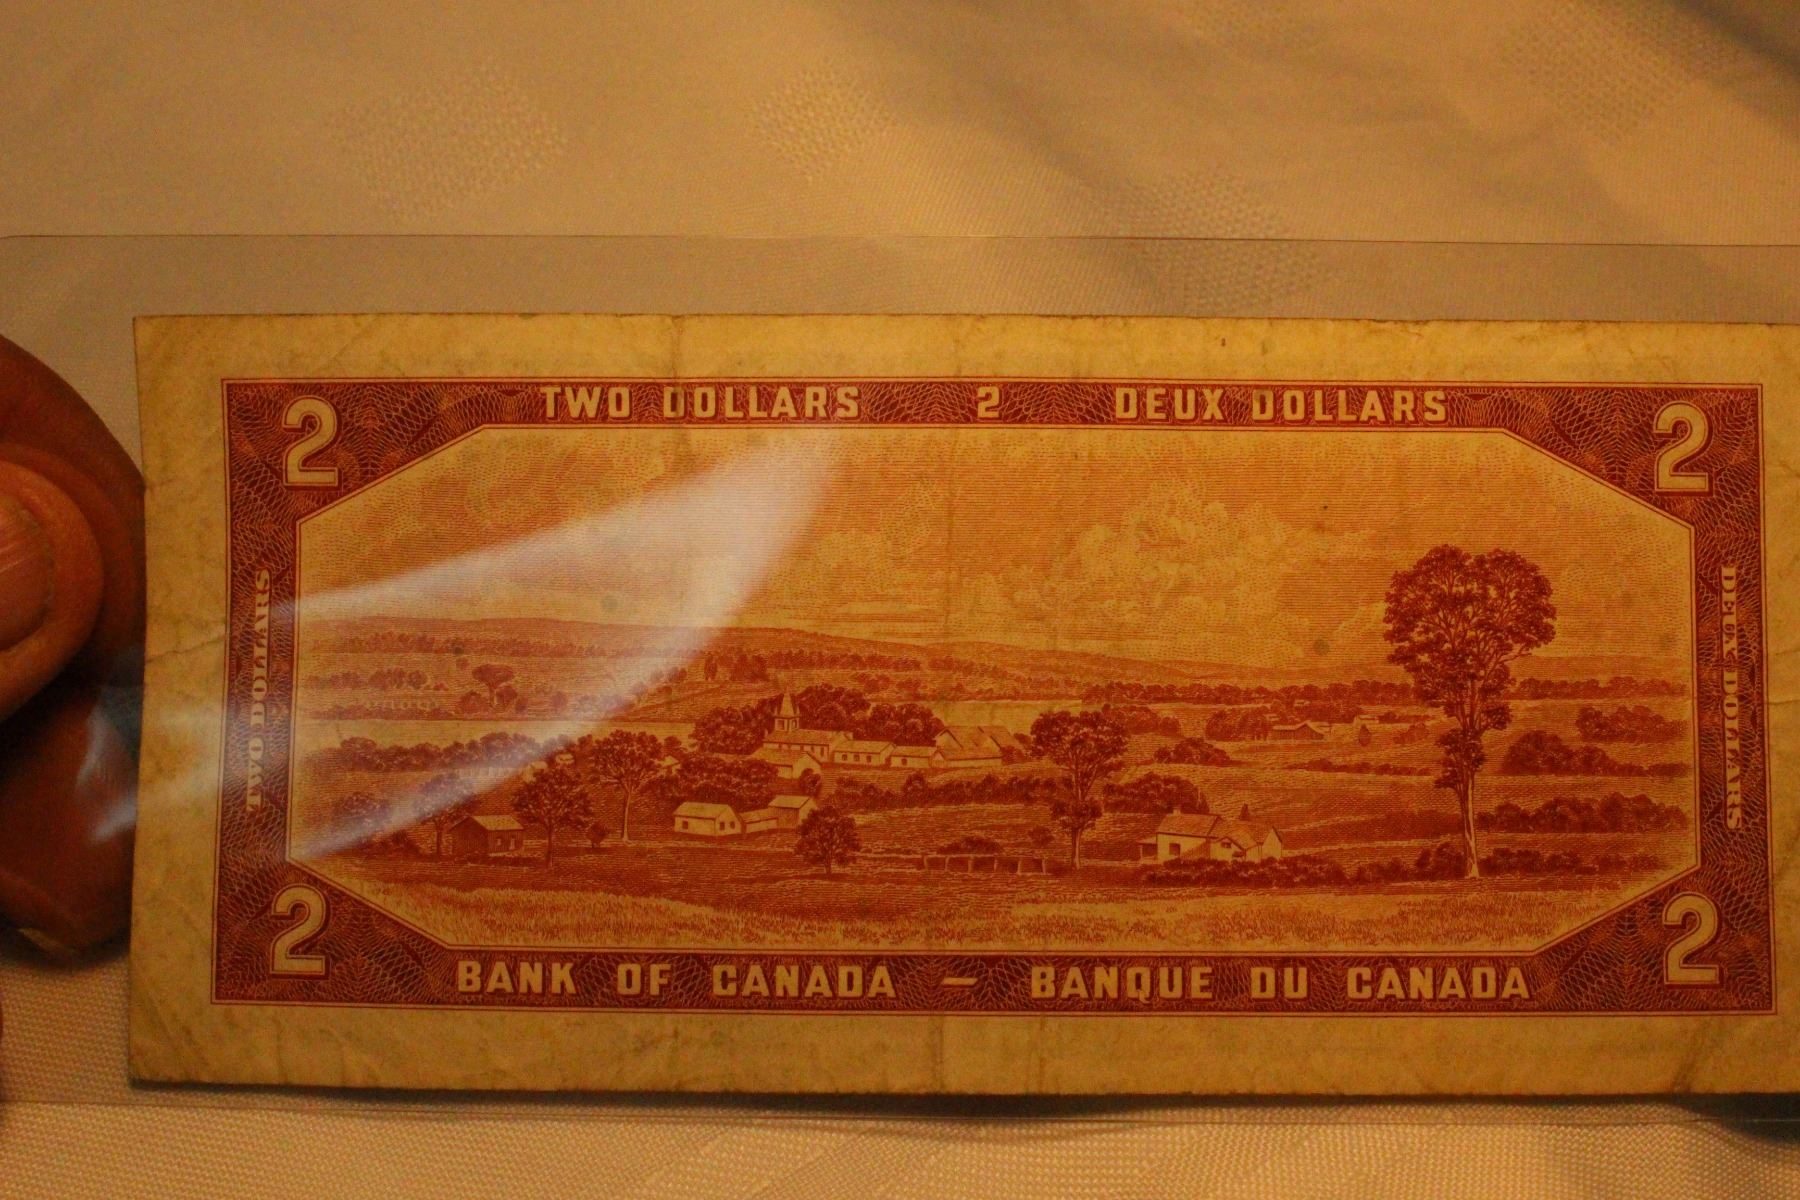 TWO DOLLARS 2 DEUX DOLLARS
2 2
TWO DOLLARS
DEUX DOLLARS
2 2
BANK OF CANADA — BANQUE DU CANADA